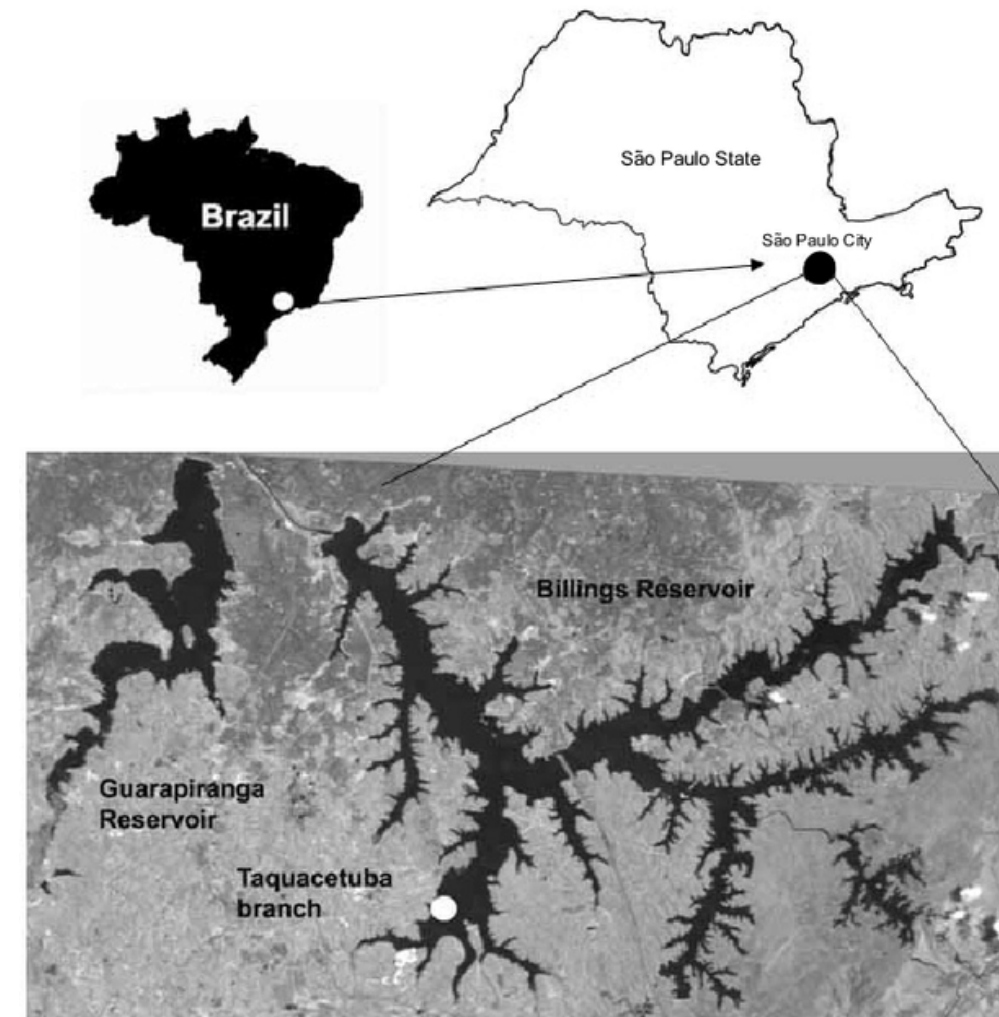 São Paulo State
Brazil
São Paulo City
Billings Reservoir
Guarapiranga
Reservoir
Taquacetuba
branch